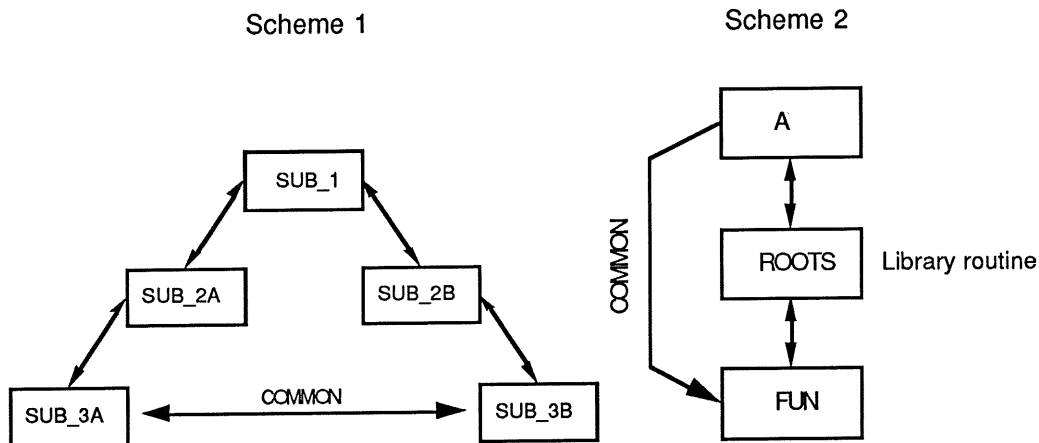 Scheme 1
SUB_1
SUB_2A
SUB_2B
SUB_3A
COMMON
SUB_3B
Scheme 2
A
COMMON
ROOTS
Library routine
FUN